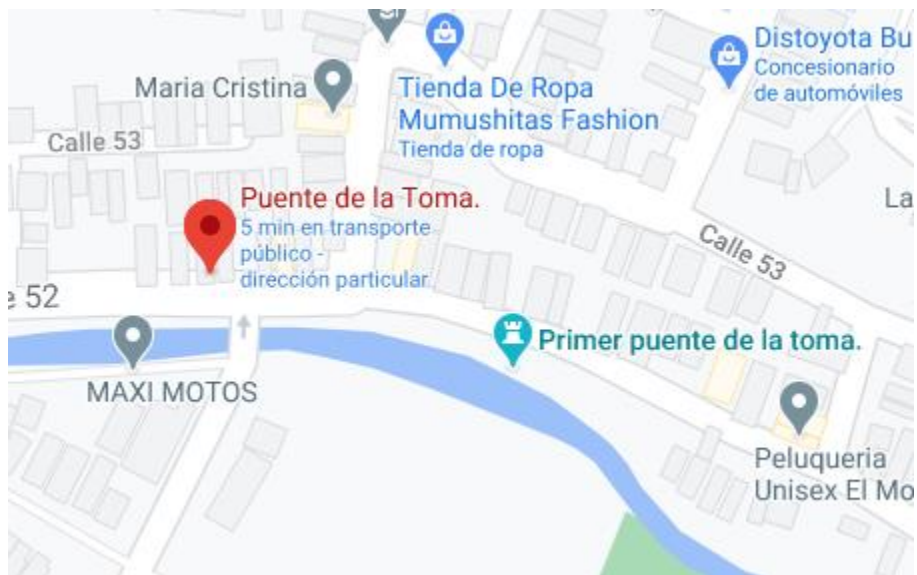 Distoyota Bu
Concesionario
de automóviles
Maria Cristina
Tienda De Ropa
Mumushitas Fashion
Tienda de ropa
Calle 53
Puente de la Toma.
5 min en transporte
público -
dirección particular
La
Calle 53
52
Primer puente de la toma.
MAXI MOTOS
Peluqueria
Unisex El Mo